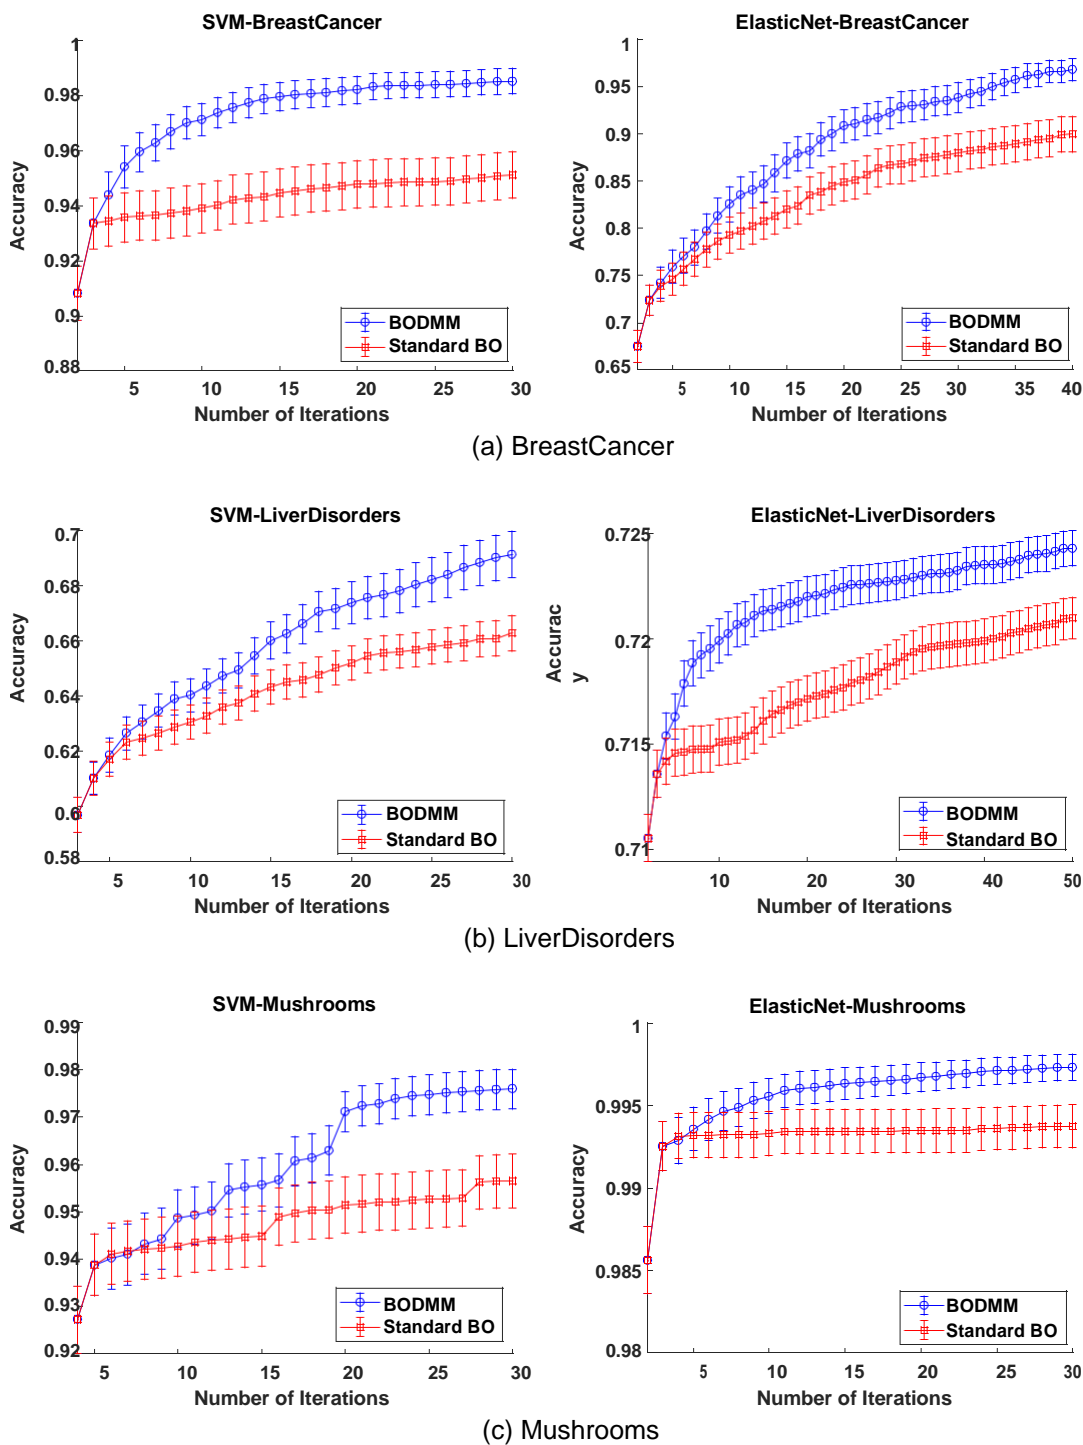 SVM-BreastCancer
1
0.98
0.96
0.94
0.92
0.9
0.88
Accuracy
BODMM
Standard BO
5 10 15 20 25 30
Number of Iterations
ElasticNet-BreastCancer
1
0.95
0.9
0.85
0.8
0.75
0.7
0.65
Accuracy
BODMM
Standard BO
5 10 15 20 25 30 35 40
Number of Iterations
(a) BreastCancer
SVM-LiverDisorders
0.7
0.68
0.66
0.64
0.62
0.6
0.58
Accuracy
BODMM
Standard BO
5 10 15 20 25 30
Number of Iterations
ElasticNet-LiverDisorders
0.725
0.72
0.715
0.71
Accurac
y
BODMM
Standard BO
10 20 30 40 50
Number of Iterations
(b) LiverDisorders
SVM-Mushrooms
0.99
0.98
0.97
0.96
0.95
0.94
0.93
0.92
Accuracy
BODMM
Standard BO
5 10 15 20 25 30
Number of Iterations
ElasticNet-Mushrooms
1
0.995
0.99
0.985
0.98
Accuracy
BODMM
Standard BO
5 10 15 20 25 30
Number of Iterations
(c) Mushrooms